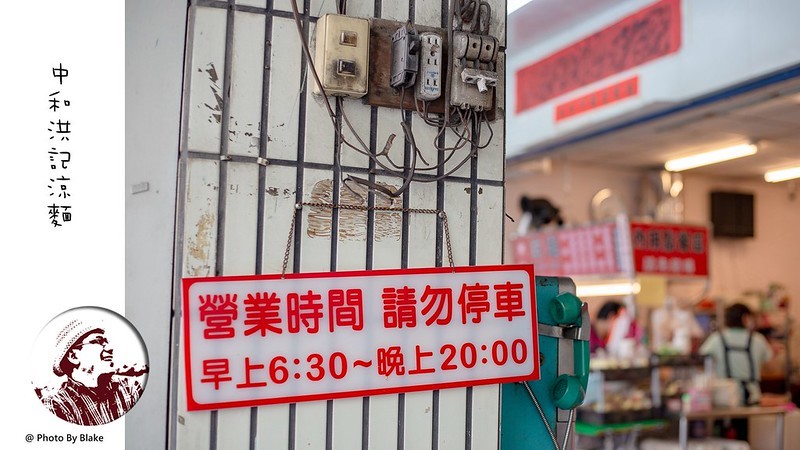 中和洪記涼麵
營業時間 請勿停車
早上6:30~晚上20:00
@ Photo By Blake